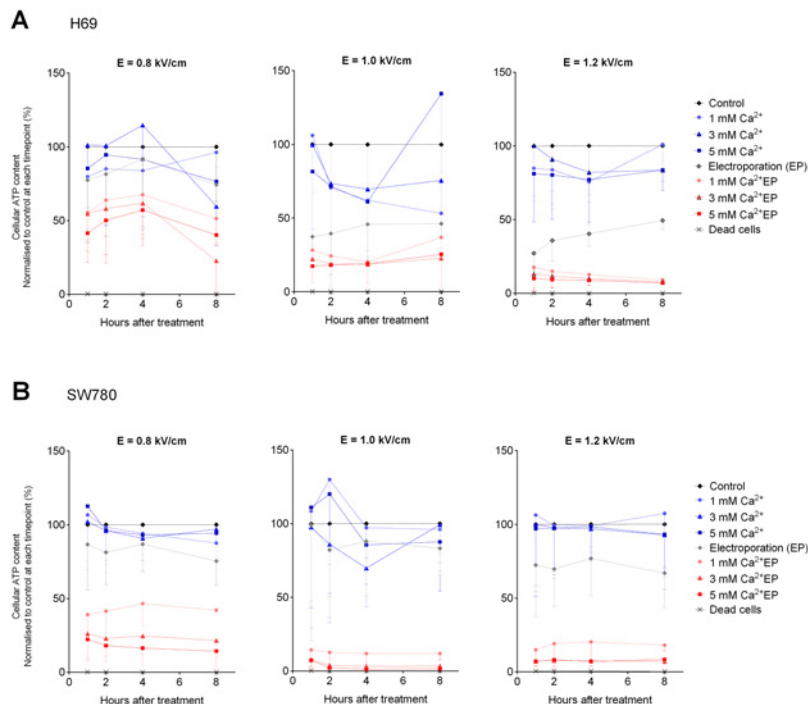 A
H69
E = 0.8 kV/cm
E = 1.0 kV/cm
E = 1.2 kV/cm
Cellular ATP content
Normalised to control at each timepoint (%)
150
100
50
0
0 2 4 6 8
Hours after treatment
150
100
50
0
0 2 4 6 8
Hours after treatment
150
100
50
0
0 2 4 6 8
Hours after treatment
Control
1 mM Ca²⁺
3 mM Ca²⁺
5 mM Ca²⁺
Electroporation (EP)
1 mM Ca²⁺EP
3 mM Ca²⁺EP
5 mM Ca²⁺EP
Dead cells
B
SW780
E = 0.8 kV/cm
E = 1.0 kV/cm
E = 1.2 kV/cm
Cellular ATP content
Normalised to control at each timepoint (%)
150
100
50
0
0 2 4 6 8
Hours after treatment
150
100
50
0
0 2 4 6 8
Hours after treatment
150
100
50
0
0 2 4 6 8
Hours after treatment
Control
1 mM Ca²⁺
3 mM Ca²⁺
5 mM Ca²⁺
Electroporation (EP)
1 mM Ca²⁺EP
3 mM Ca²⁺EP
5 mM Ca²⁺EP
Dead cells